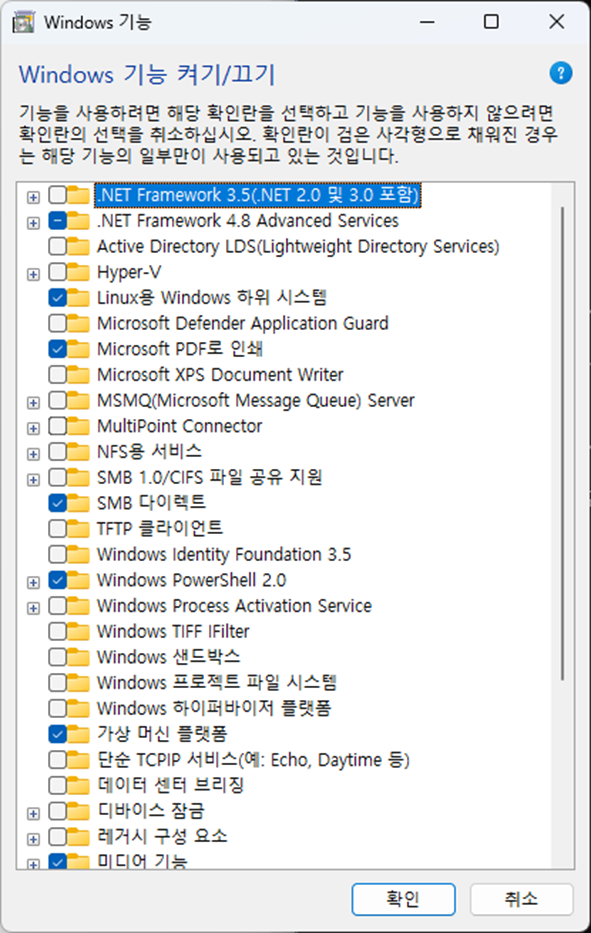 Windows 기능
Windows 기능 켜기/끄기
기능을 사용하려면 해당 확인란을 선택하고 기능을 사용하지 않으려면
확인란의 선택을 취소하십시오. 확인란이 검은 사각형으로 채워진 경우
는 해당 기능의 일부만이 사용되고 있는 것입니다.
.NET Framework 3.5(.NET 2.0 및 3.0 포함)
.NET Framework 4.8 Advanced Services
Active Directory LDS(Lightweight Directory Services)
Hyper-V
Linux용 Windows 하위 시스템
Microsoft Defender Application Guard
Microsoft PDF로 인쇄
Microsoft XPS Document Writer
MSMQ(Microsoft Message Queue) Server
MultiPoint Connector
NFS용 서비스
SMB 1.0/CIFS 파일 공유 지원
SMB 다이렉트
TFTP 클라이언트
Windows Identity Foundation 3.5
Windows PowerShell 2.0
Windows Process Activation Service
Windows TIFF IFilter
Windows 샌드박스
Windows 프로젝트 파일 시스템
Windows 하이퍼바이저 플랫폼
가상 머신 플랫폼
단순 TCPIP 서비스(예: Echo, Daytime 등)
데이터 센터 브리징
디바이스 잠금
레거시 구성 요소
미디어 기능
확인
취소